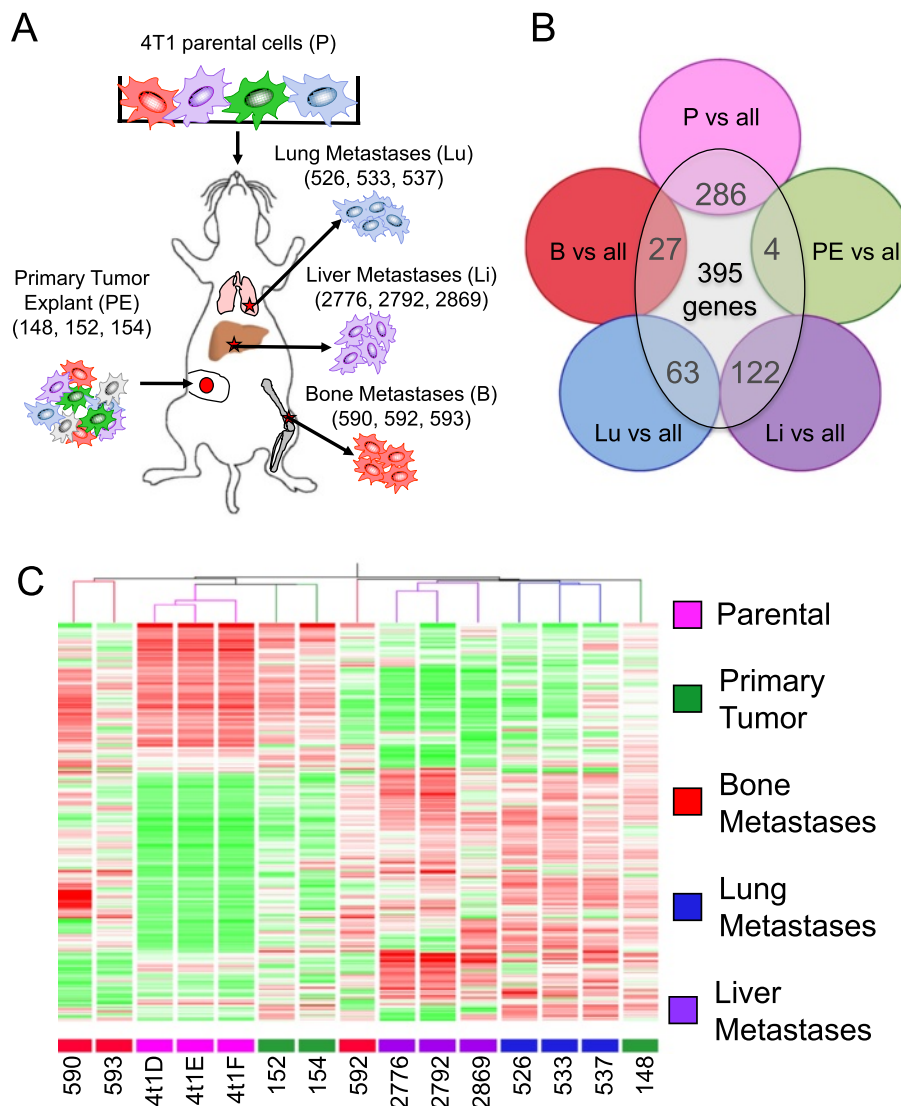 A
4T1 parental cells (P)
Lung Metastases (Lu)
(526, 533, 537)
Liver Metastases (Li)
(2776, 2792, 2869)
Primary Tumor
Explant (PE)
(148, 152, 154)
Bone Metastases (B)
(590, 592, 593)
B
P vs all
286
B vs all
27
4
PE vs al
395
genes
63
122
Lu vs all
Li vs all
C
Parental
Primary
Tumor
Bone
Metastases
Lung
Metastases
Liver
Metastases
590
593
4t1D
4t1E
4t1F
152
154
592
2776
2792
2869
526
533
537
148